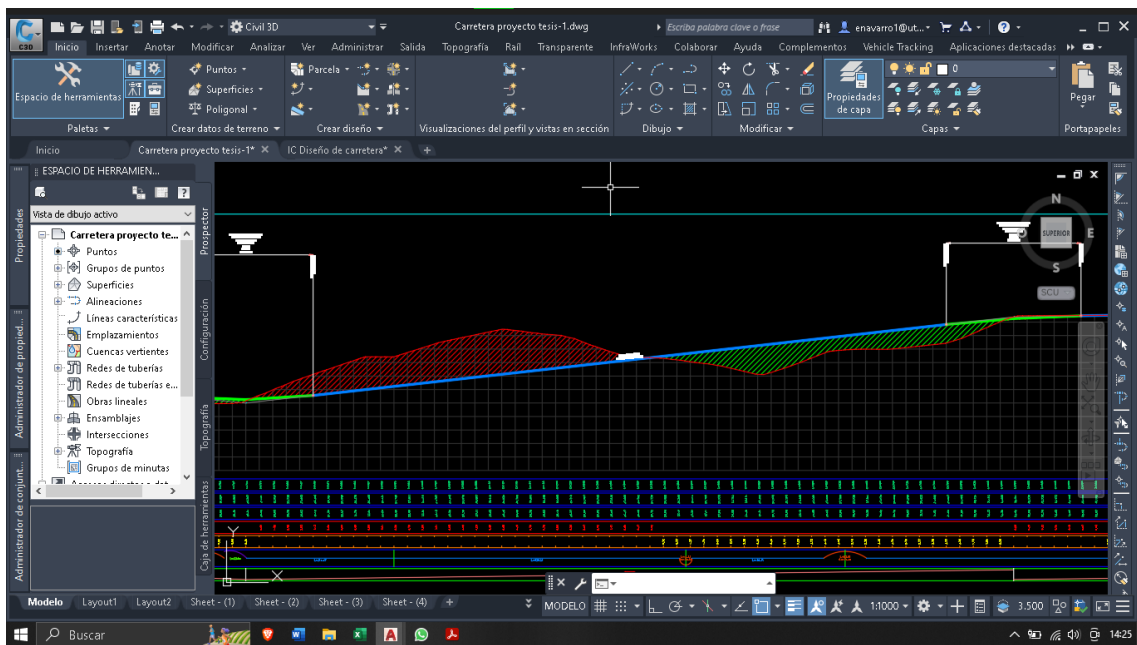 C3D
Civil 3D
Carretera proyecto tesis-1.dwg
Escriba palabra clave o frase
enavarro1@ut...
Inicio Insertar Anotar Modificar Analizar Ver Administrar Salida Topografía Rail Transparente InfraWorks Colaborar Ayuda Complementos Vehicle Tracking Aplicaciones destacadas
Espacio de herramientas
Paletas
Puntos
Superficies
Poligonal
Crear datos de terreno
Parcela
Crear diseño
Visualizaciones del perfil y vistas en sección
Dibujo
Modificar
Propiedades
de capa
0
Capas
Pegar
Portapapeles
Inicio Carretera proyecto tesis-1* IC Diseño de carretera*
ESPACIO DE HERRAMIEN...
Vista de dibujo activo
Carretera proyecto te...
Puntos
Grupos de puntos
Superficies
Alineaciones
Líneas características
Emplazamientos
Cuencas vertientes
Redes de tuberías
Redes de tuberías e...
Obras lineales
Ensamblajes
Intersecciones
Topografía
Grupos de minutas
Propiedades
Administrador de propied...
Administrador de conjunt...
Prospector
Configuración
Topografía
Caja de herramientas
N
E
S
SUPERIOR
SCU
Y
X
Modelo Layout1 Layout2 Sheet - (1) Sheet - (2) Sheet - (3) Sheet - (4)
MODELO
1:1000
3.500
Buscar
14:25